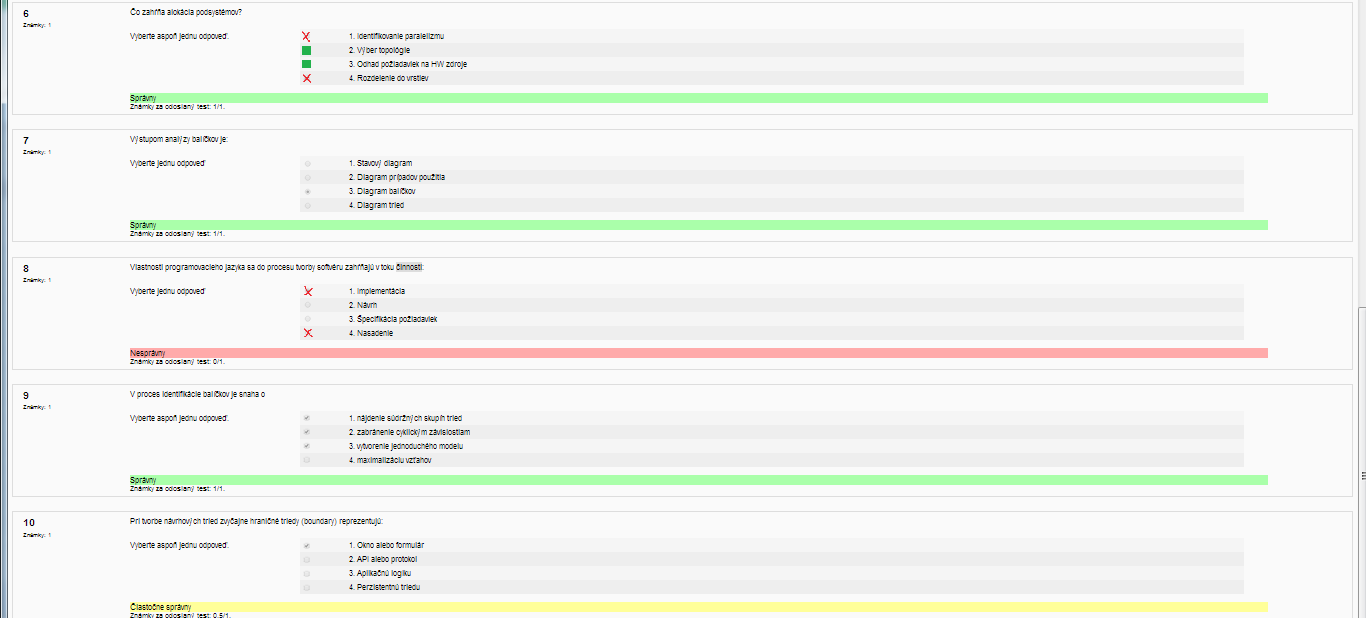 6
Známky: 1
Čo zahŕňa alokácia podsystémov?
Vyberte aspoň jednu odpoveď.
1. Identifikovanie paralelizmu
2. Výber topológie
3. Odhad požiadaviek na HW zdroje
4. Rozdelenie do vrstiev
Správny
Známky za odoslaný test: 1/1.
7
Známky: 1
Výstupom analýzy balíčkov je:
Vyberte jednu odpoveď
1. Stavový diagram
2. Diagram prípadov použitia
3. Diagram balíčkov
4. Diagram tried
Správny
Známky za odoslaný test: 1/1.
8
Známky: 1
Vlastnosti programovacieho jazyka sa do procesu tvorby softvéru zahŕňajú v toku činností:
Vyberte jednu odpoveď
1. Implementácia
2. Návrh
3. Špecifikácia požiadaviek
4. Nasadenie
Nesprávny
Známky za odoslaný test: 0/1.
9
Známky: 1
V proces identifikácie balíčkov je snaha o
Vyberte aspoň jednu odpoveď.
1. nájdenie súdržných skupín tried
2. zabránenie cyklickým závislostiam
3. vytvorenie jednoduchého modelu
4. maximalizáciu vzťahov
Správny
Známky za odoslaný test: 1/1.
10
Známky: 1
Pri tvorbe návrhových tried zvyčajne hraničné triedy (boundary) reprezentujú:
Vyberte aspoň jednu odpoveď.
1. Okno alebo formulár
2. API alebo protokol
3. Aplikačnú logiku
4. Perzistentnú triedu
Čiastočne správny
Známky za odoslaný test: 0.5/1.